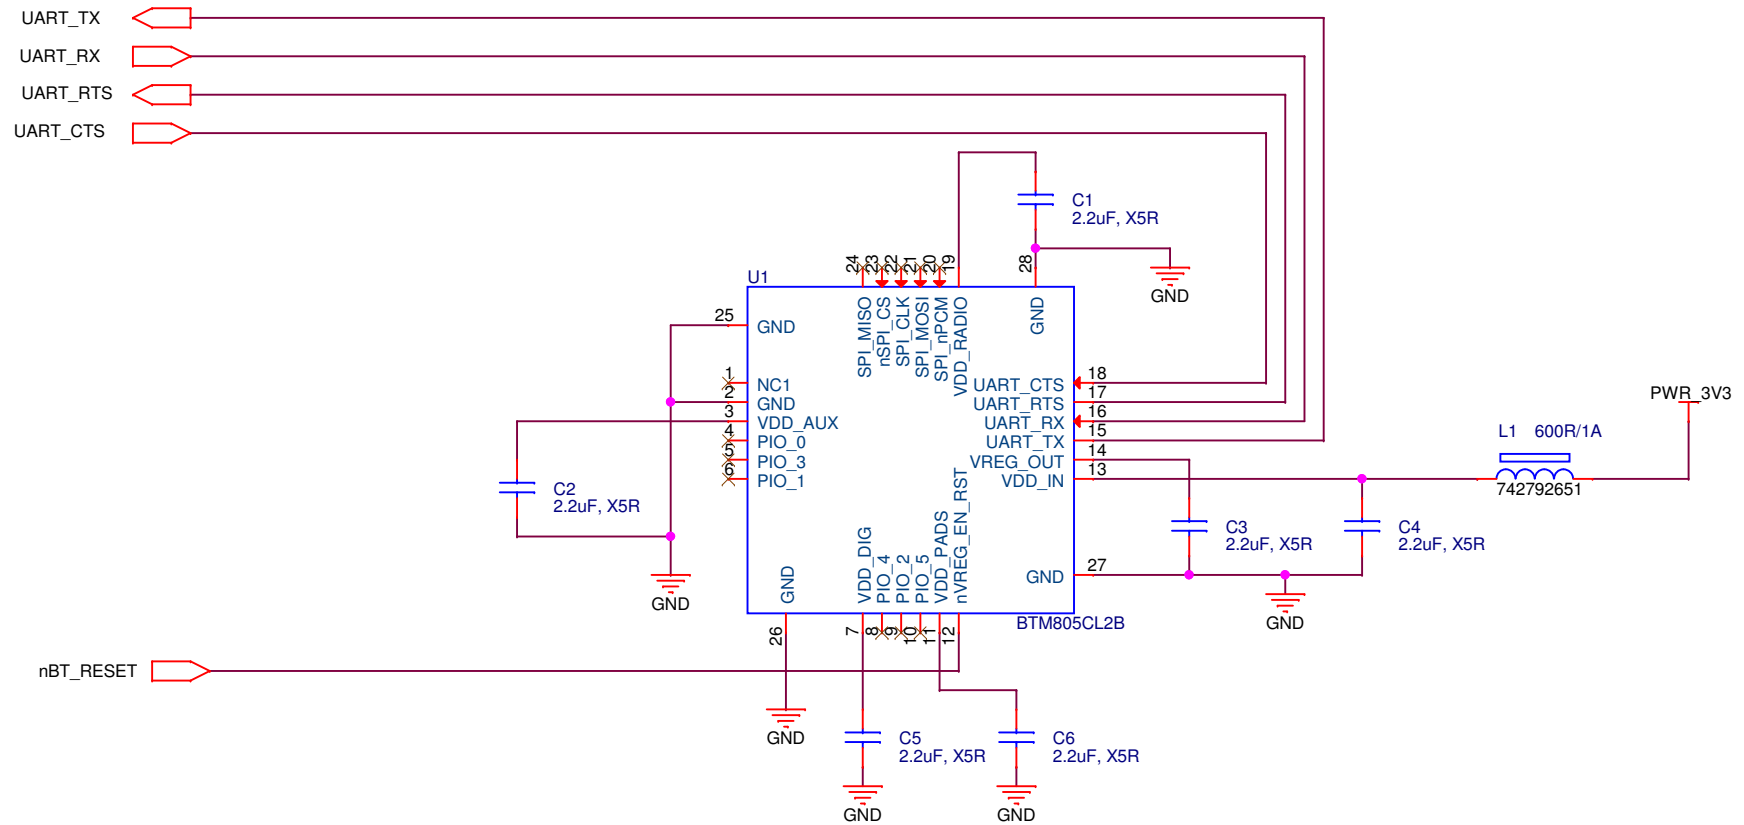 UART_TX
UART_RX
UART_RTS
UART_CTS
C1
2.2uF, X5R
24
23
22
21
20
19
28
GND
U1
SPI_MISO
nSPI_CS
SPI_CLK
SPI_MOSI
SPI_nPCM
VDD_RADIO
GND
25
GND
1
NC1
2
GND
3
VDD_AUX
4
PIO_0
5
PIO_3
6
PIO_1
UART_CTS
18
UART_RTS
17
UART_RX
16
UART_TX
15
VREG_OUT
14
VDD_IN
13
PWR_3V3
L1 600R/1A
742792651
C2
2.2uF, X5R
C3
2.2uF, X5R
C4
2.2uF, X5R
GND
VDD_DIG
PIO_4
PIO_2
PIO_5
VDD_PADS
nVREG_EN_RST
GND
27
GND
BTM805CL2B
GND
26
7
8
9
10
11
12
nBT_RESET
GND
C5
2.2uF, X5R
C6
2.2uF, X5R
GND
GND